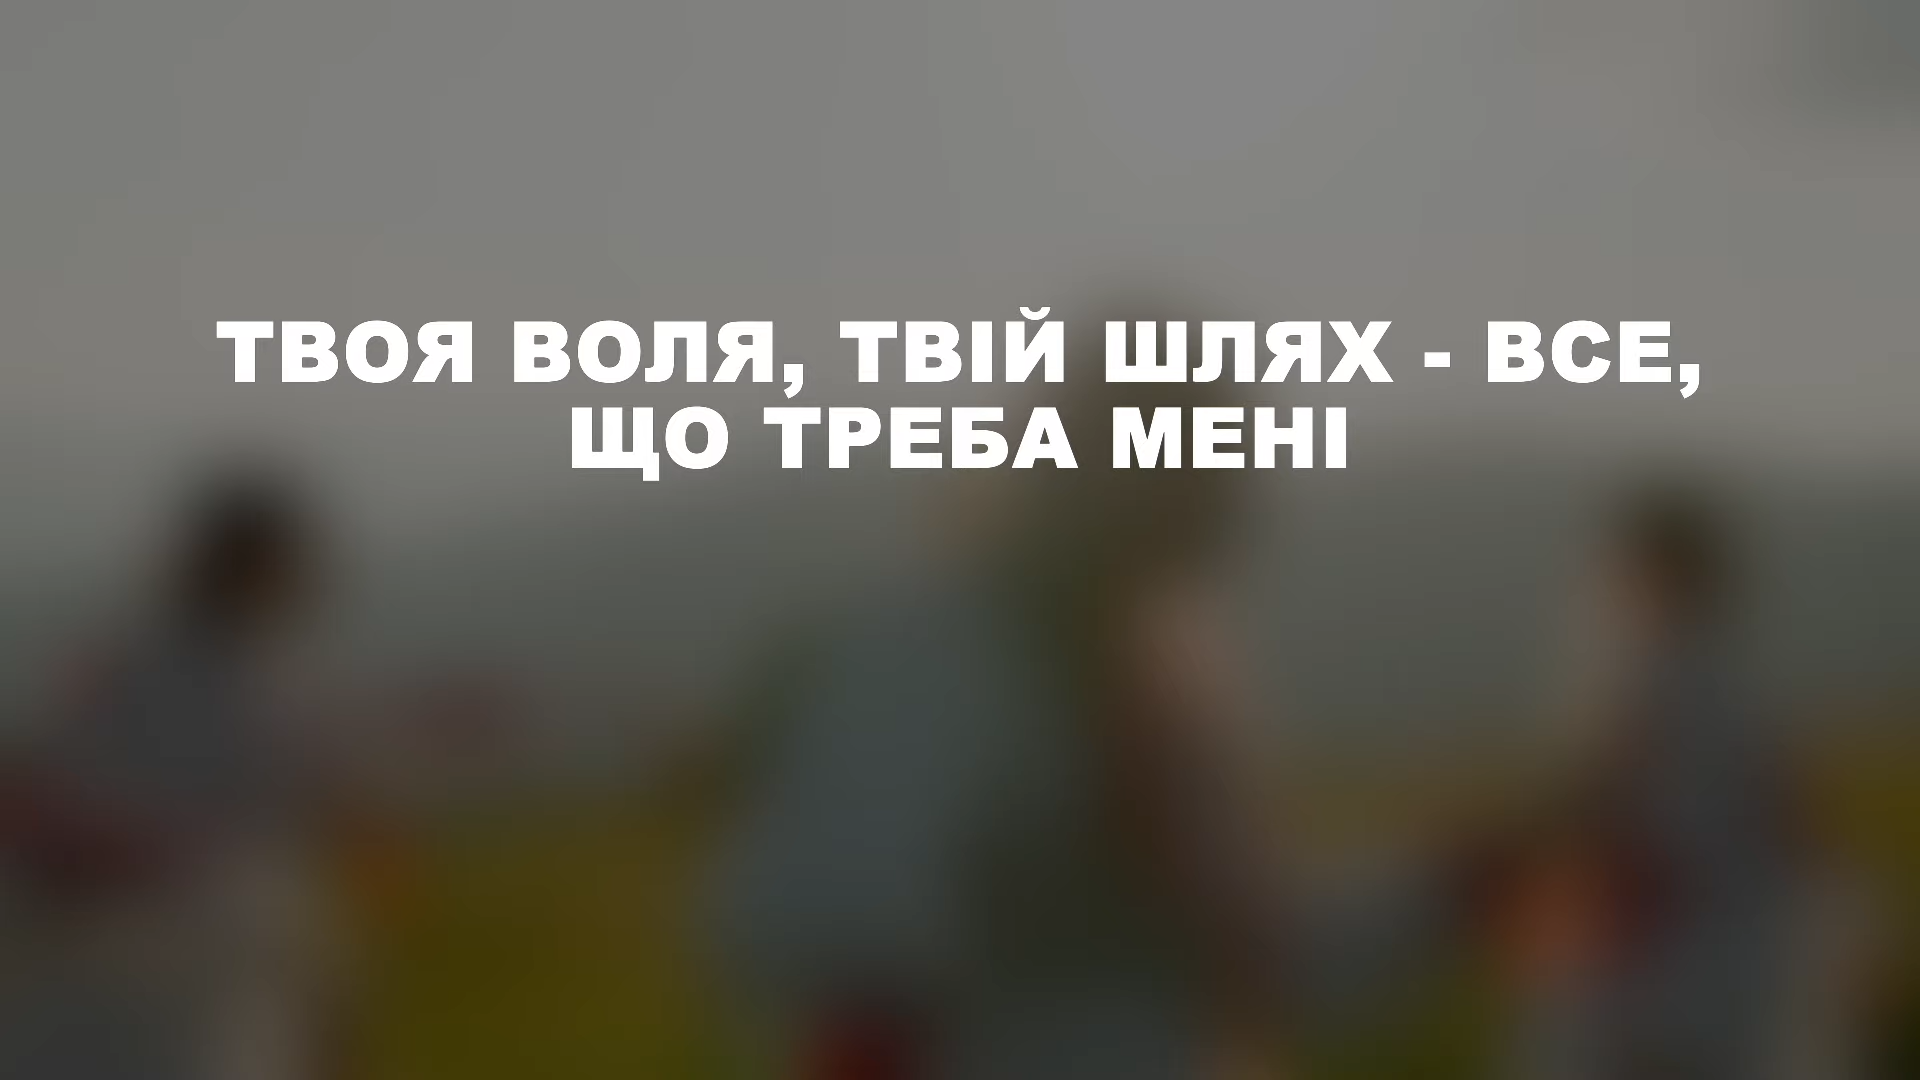 ТВОЯ ВОЛЯ, ТВІЙ ШЛЯХ - ВСЕ,
ЩО ТРЕБА МЕНІ